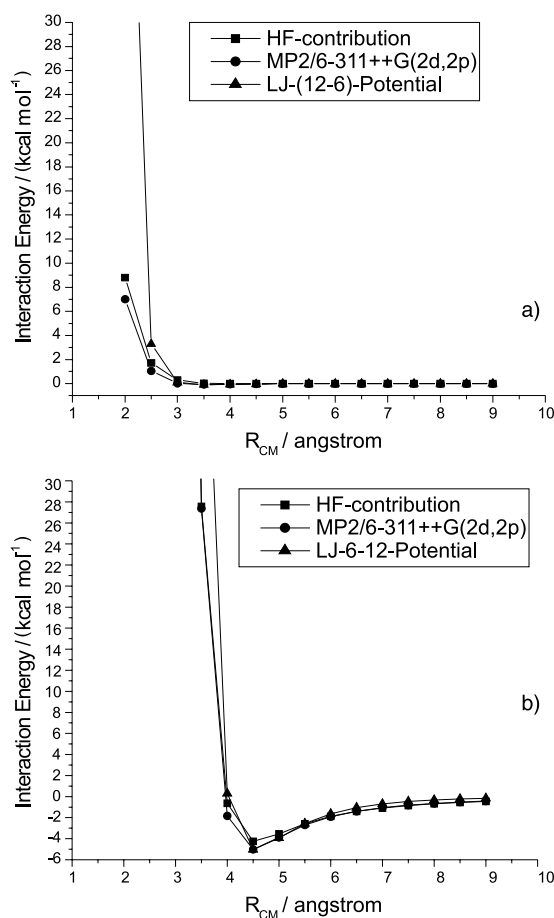 30
28
26
24
22
20
18
16
14
12
10
8
6
4
2
0
Interaction Energy / (kcal mol⁻¹)
HF-contribution
MP2/6-311++G(2d,2p)
LJ-(12-6)-Potential
a)
1 2 3 4 5 6 7 8 9 10
R_CM / angstrom
30
28
26
24
22
20
18
16
14
12
10
8
6
4
2
0
-2
-4
-6
Interaction Energy / (kcal mol⁻¹)
HF-contribution
MP2/6-311++G(2d,2p)
LJ-6-12-Potential
b)
1 2 3 4 5 6 7 8 9 10
R_CM / angstrom